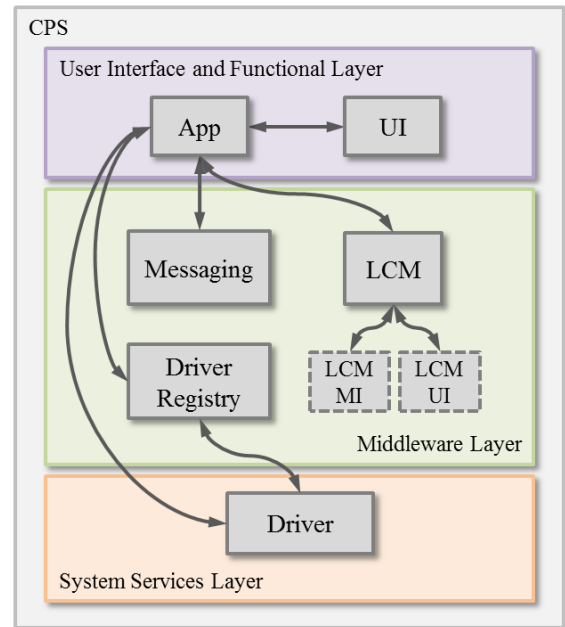 CPS
User Interface and Functional Layer
App
UI
Messaging
LCM
Driver
Registry
LCM
MI
LCM
UI
Middleware Layer
Driver
System Services Layer